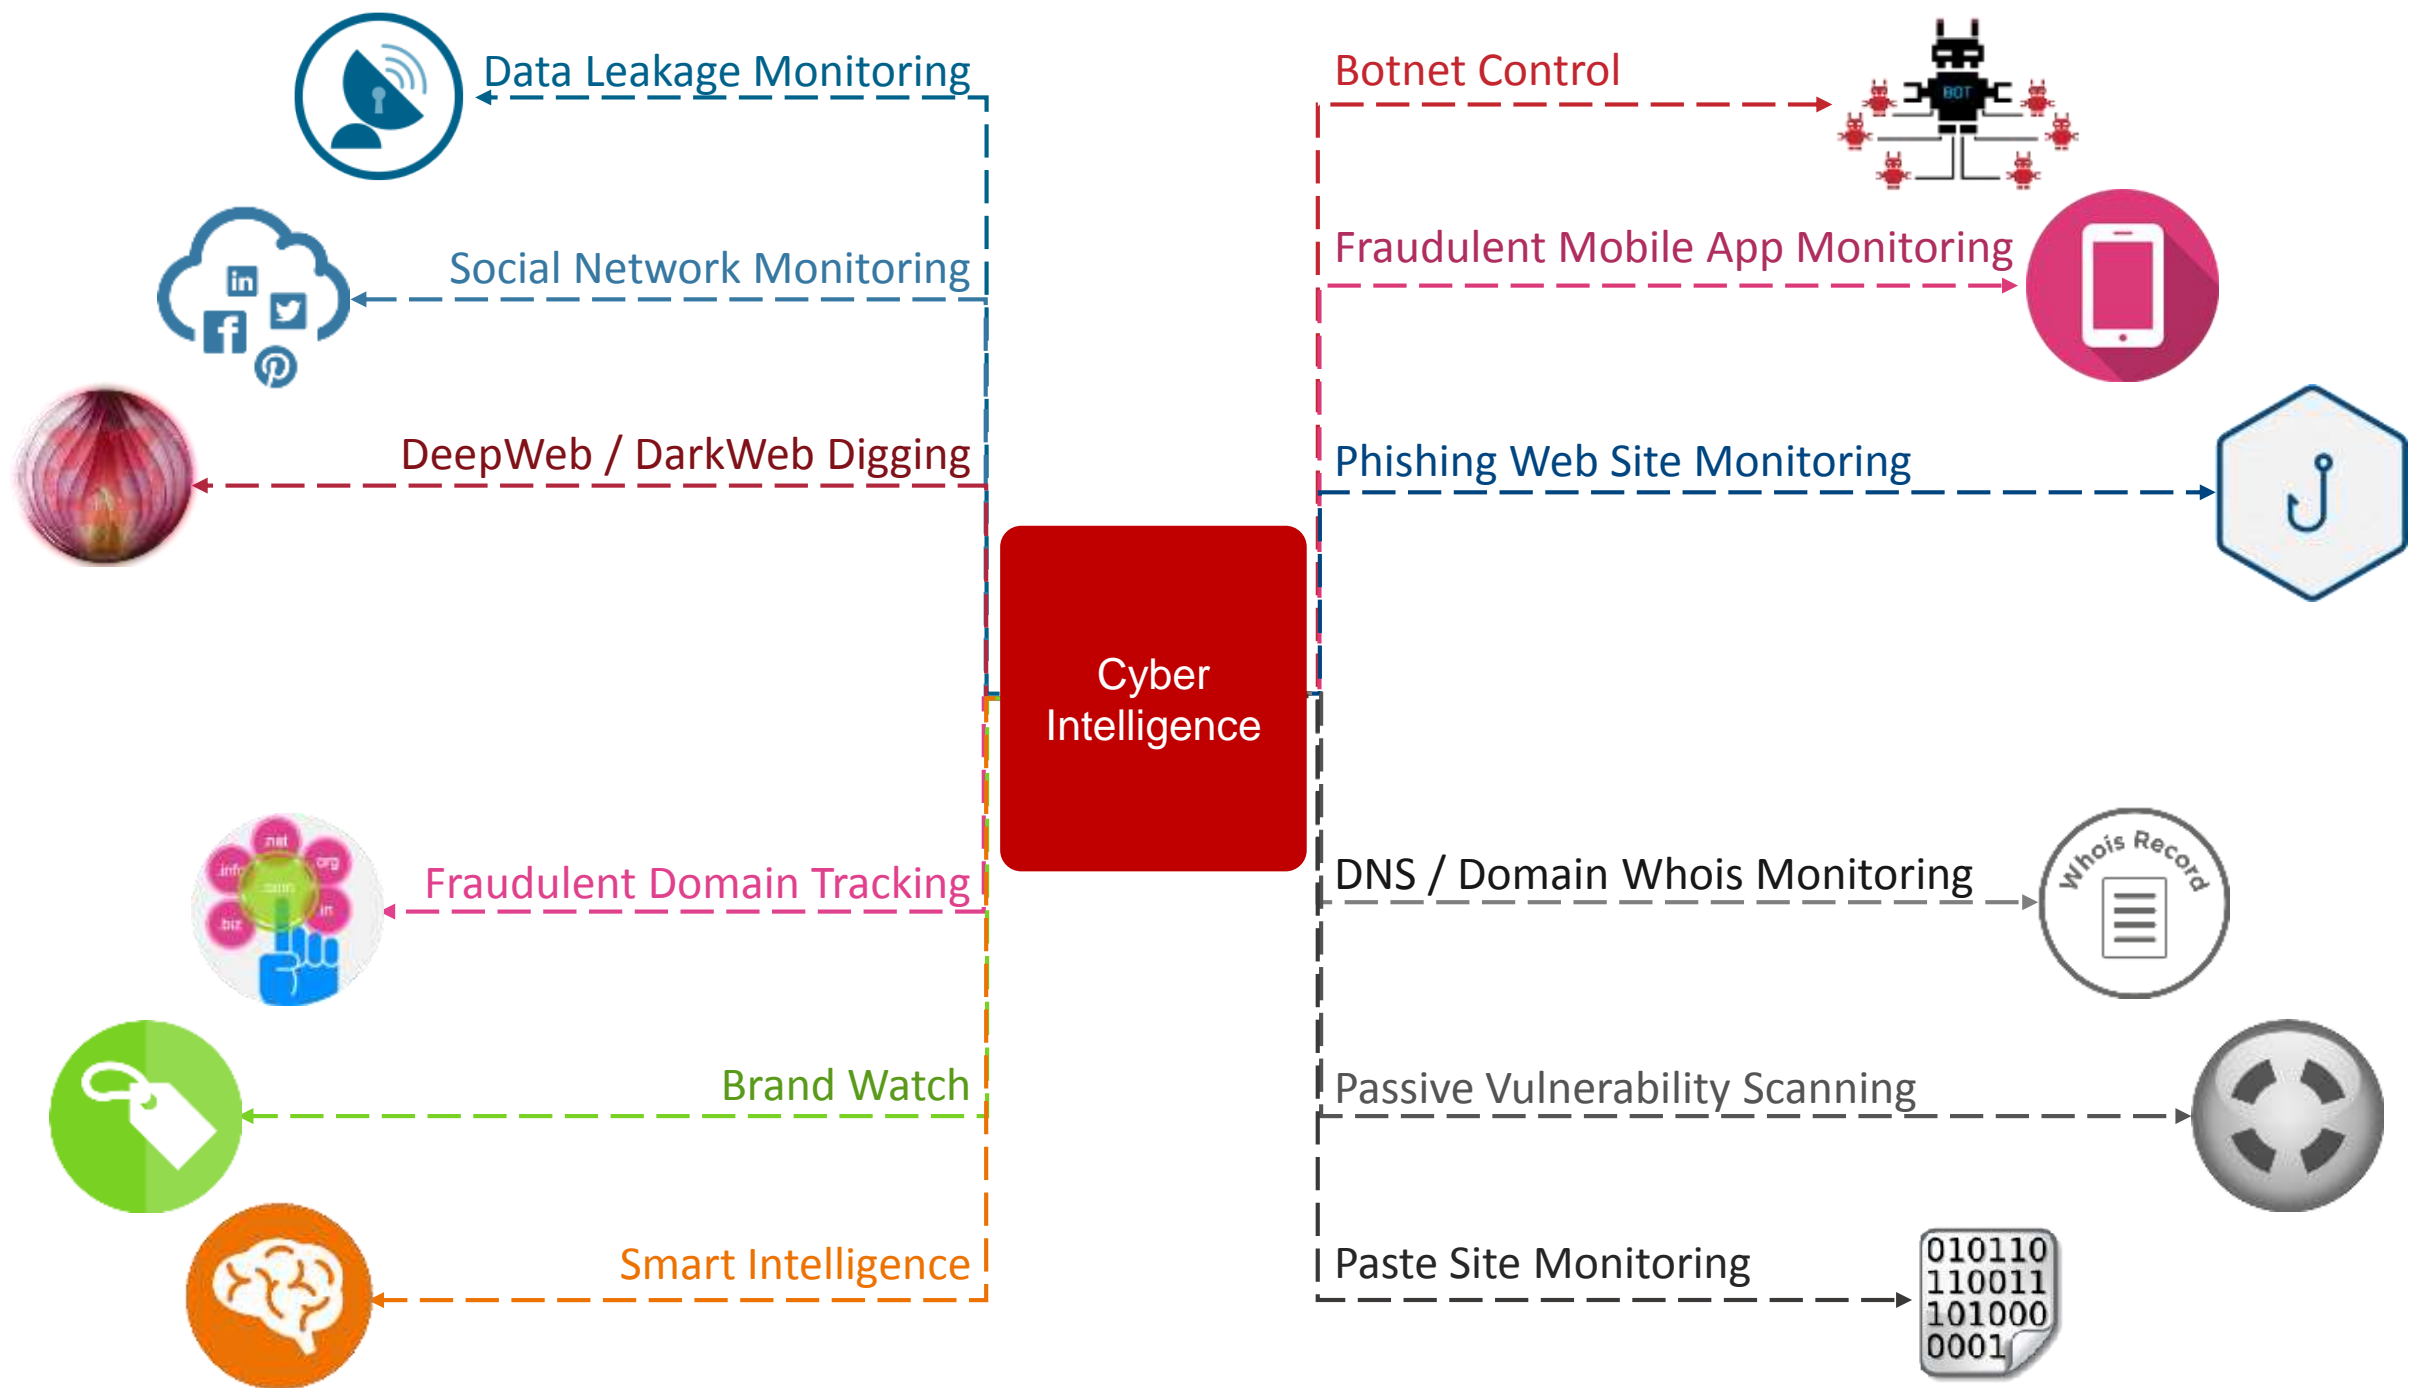 Data Leakage Monitoring
Social Network Monitoring
in
f
DeepWeb / DarkWeb Digging
Botnet Control
BOT
Fraudulent Mobile App Monitoring
Phishing Web Site Monitoring
Cyber
Intelligence
Fraudulent Domain Tracking
.net
.info
org
.com
in
.biz
Brand Watch
Smart Intelligence
DNS / Domain Whois Monitoring
Whois Record
Passive Vulnerability Scanning
Paste Site Monitoring
010110
110011
101000
0001